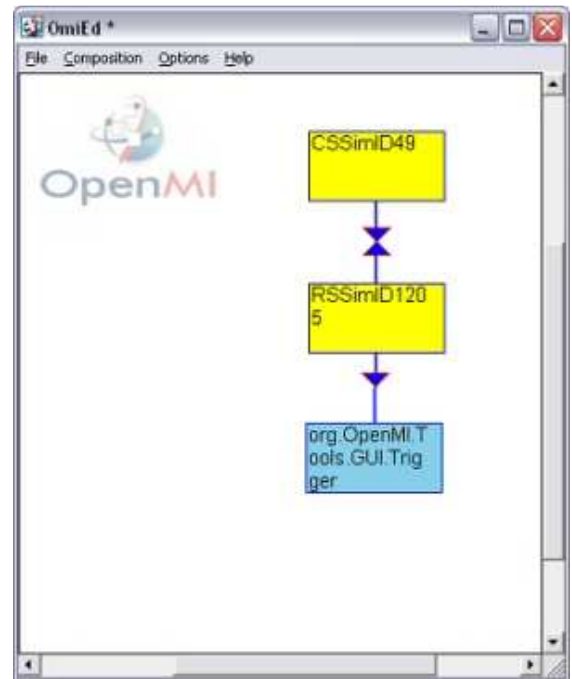 OmiEd *
File Composition Options Help
OpenMI
CSSimID49
RSSimID120
5
org.OpenMI.T
ools.GUI.Trig
ger